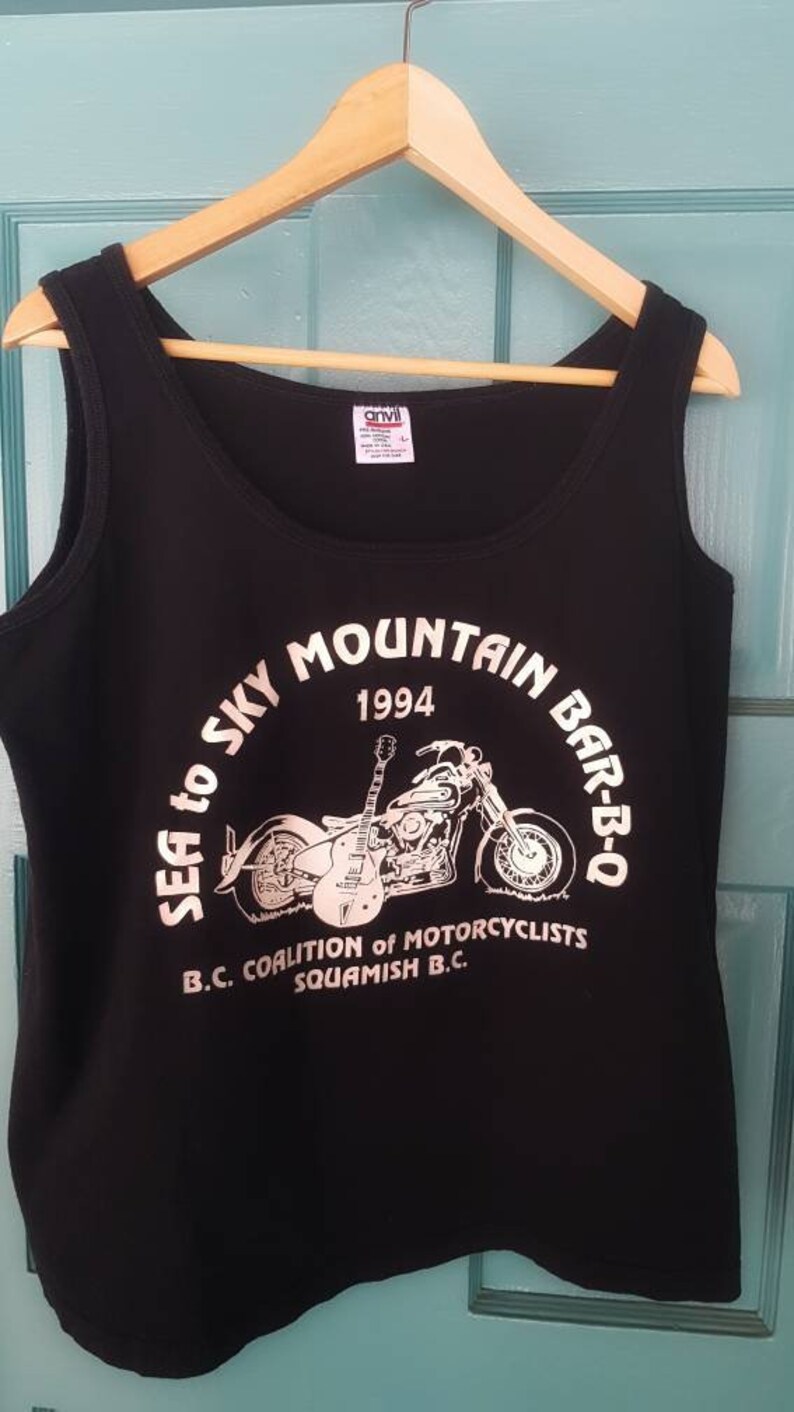 anvil
L
SEA to SKY MOUNTAIN BAR-B-Q
1994
B.C. COALITION of MOTORCYCLISTS
SQUAMISH B.C.